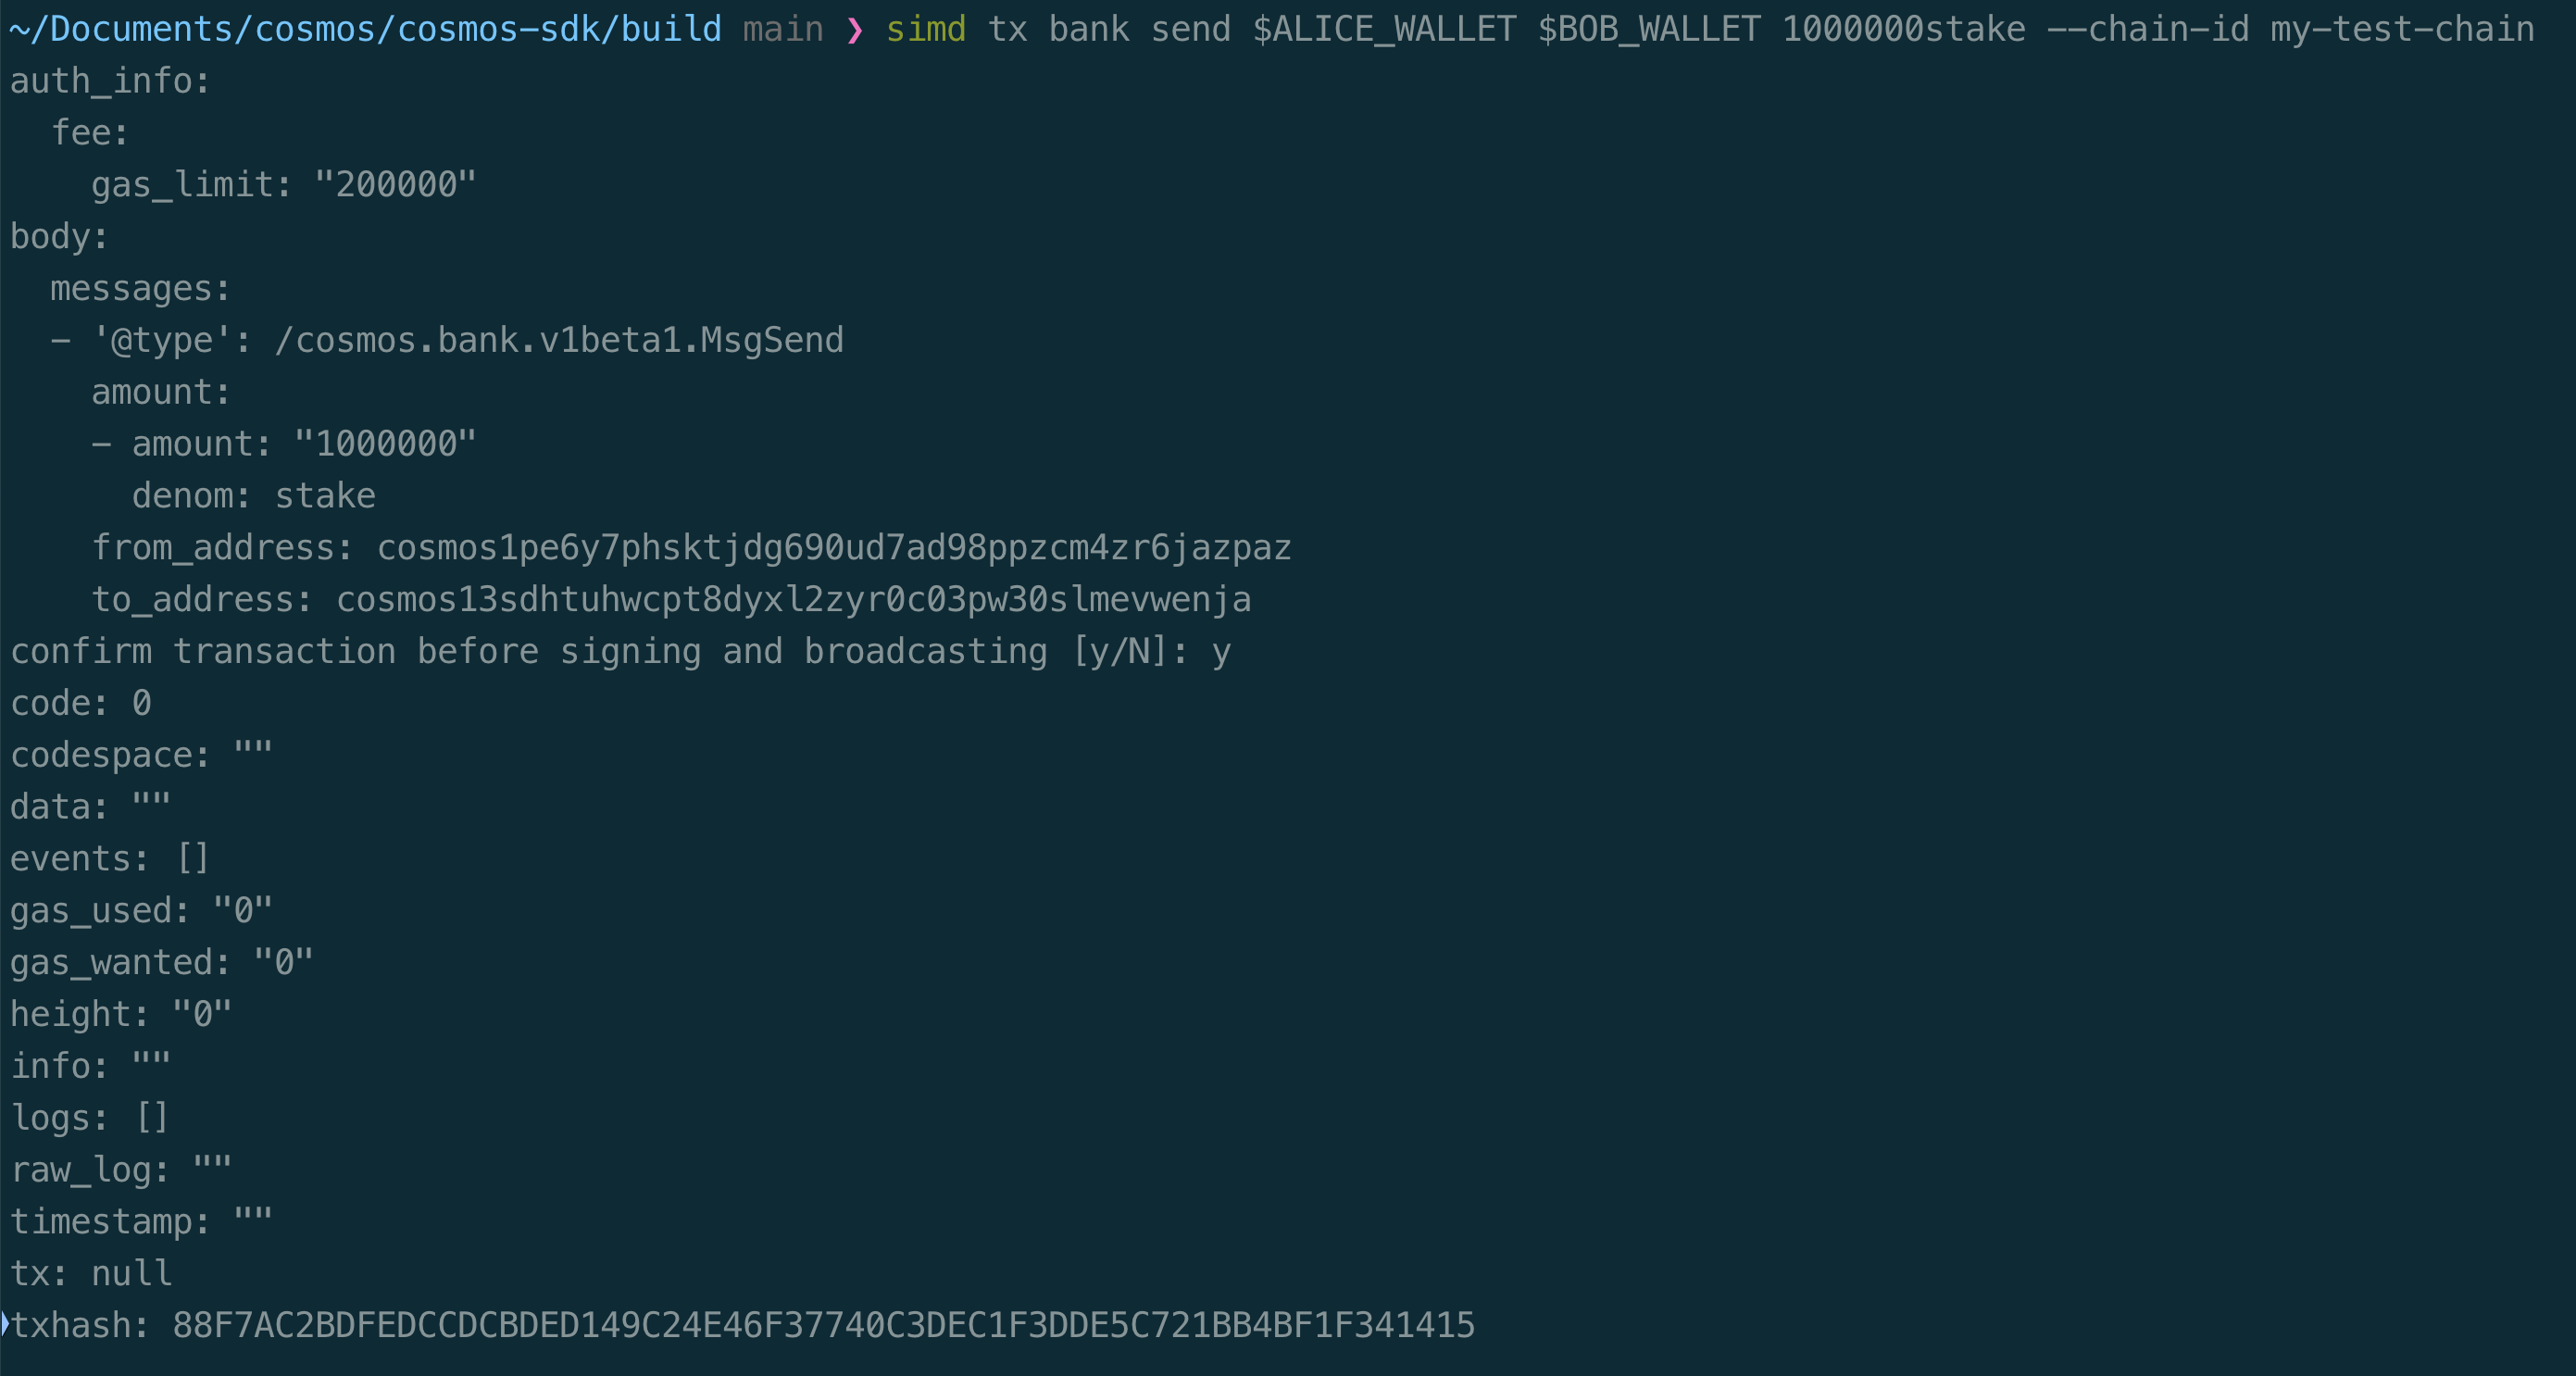 ~/Documents/cosmos/cosmos-sdk/build main ❯ simd tx bank send $ALICE_WALLET $BOB_WALLET 1000000stake --chain-id my-test-chain
auth_info:
  fee:
    gas_limit: "200000"
body:
  messages:
  - '@type': /cosmos.bank.v1beta1.MsgSend
    amount:
    - amount: "1000000"
      denom: stake
    from_address: cosmos1pe6y7phsktjdg690ud7ad98ppzcm4zr6jazpaz
    to_address: cosmos13sdhtuhwcpt8dyxl2zyr0c03pw30slmevwenja
confirm transaction before signing and broadcasting [y/N]: y
code: 0
codespace: ""
data: ""
events: []
gas_used: "0"
gas_wanted: "0"
height: "0"
info: ""
logs: []
raw_log: ""
timestamp: ""
tx: null
txhash: 88F7AC2BDFEDCCDCBDED149C24E46F37740C3DEC1F3DDE5C721BB4BF1F341415